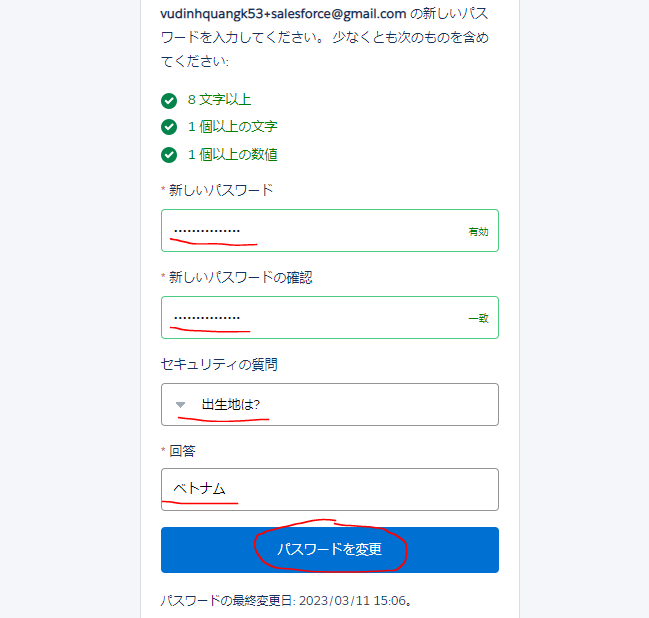 vudinhquangk53+salesforce@gmail.com の新しいパス
ワードを入力してください。 少なくとも次のものを含め
てください:
8 文字以上
1 個以上の文字
1 個以上の数値
* 新しいパスワード
•••••••••••••••
有効
* 新しいパスワードの確認
•••••••••••••••
一致
セキュリティの質問
出生地は?
* 回答
ベトナム
パスワードを変更
パスワードの最終変更日: 2023/03/11 15:06。